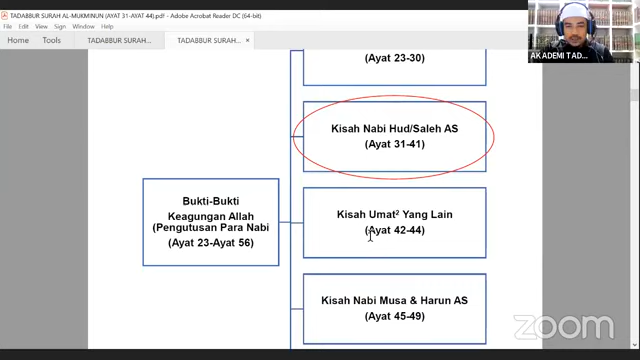 TADABBUR SURAH AL-MUKMINUN (AYAT 31-AYAT 44).pdf - Adobe Acrobat Reader DC (64-bit)
File Edit View Sign Window Help
Home Tools TADABBUR SURAH... TADABBUR SURAH... ×
AKADEMI TAD...
(Ayat 23-30)
Kisah Nabi Hud/Saleh AS
(Ayat 31-41)
Bukti-Bukti
Keagungan Allah
(Pengutusan Para Nabi
(Ayat 23-Ayat 56)
Kisah Umat² Yang Lain
(Ayat 42-44)
Kisah Nabi Musa & Harun AS
(Ayat 45-49)
zoom